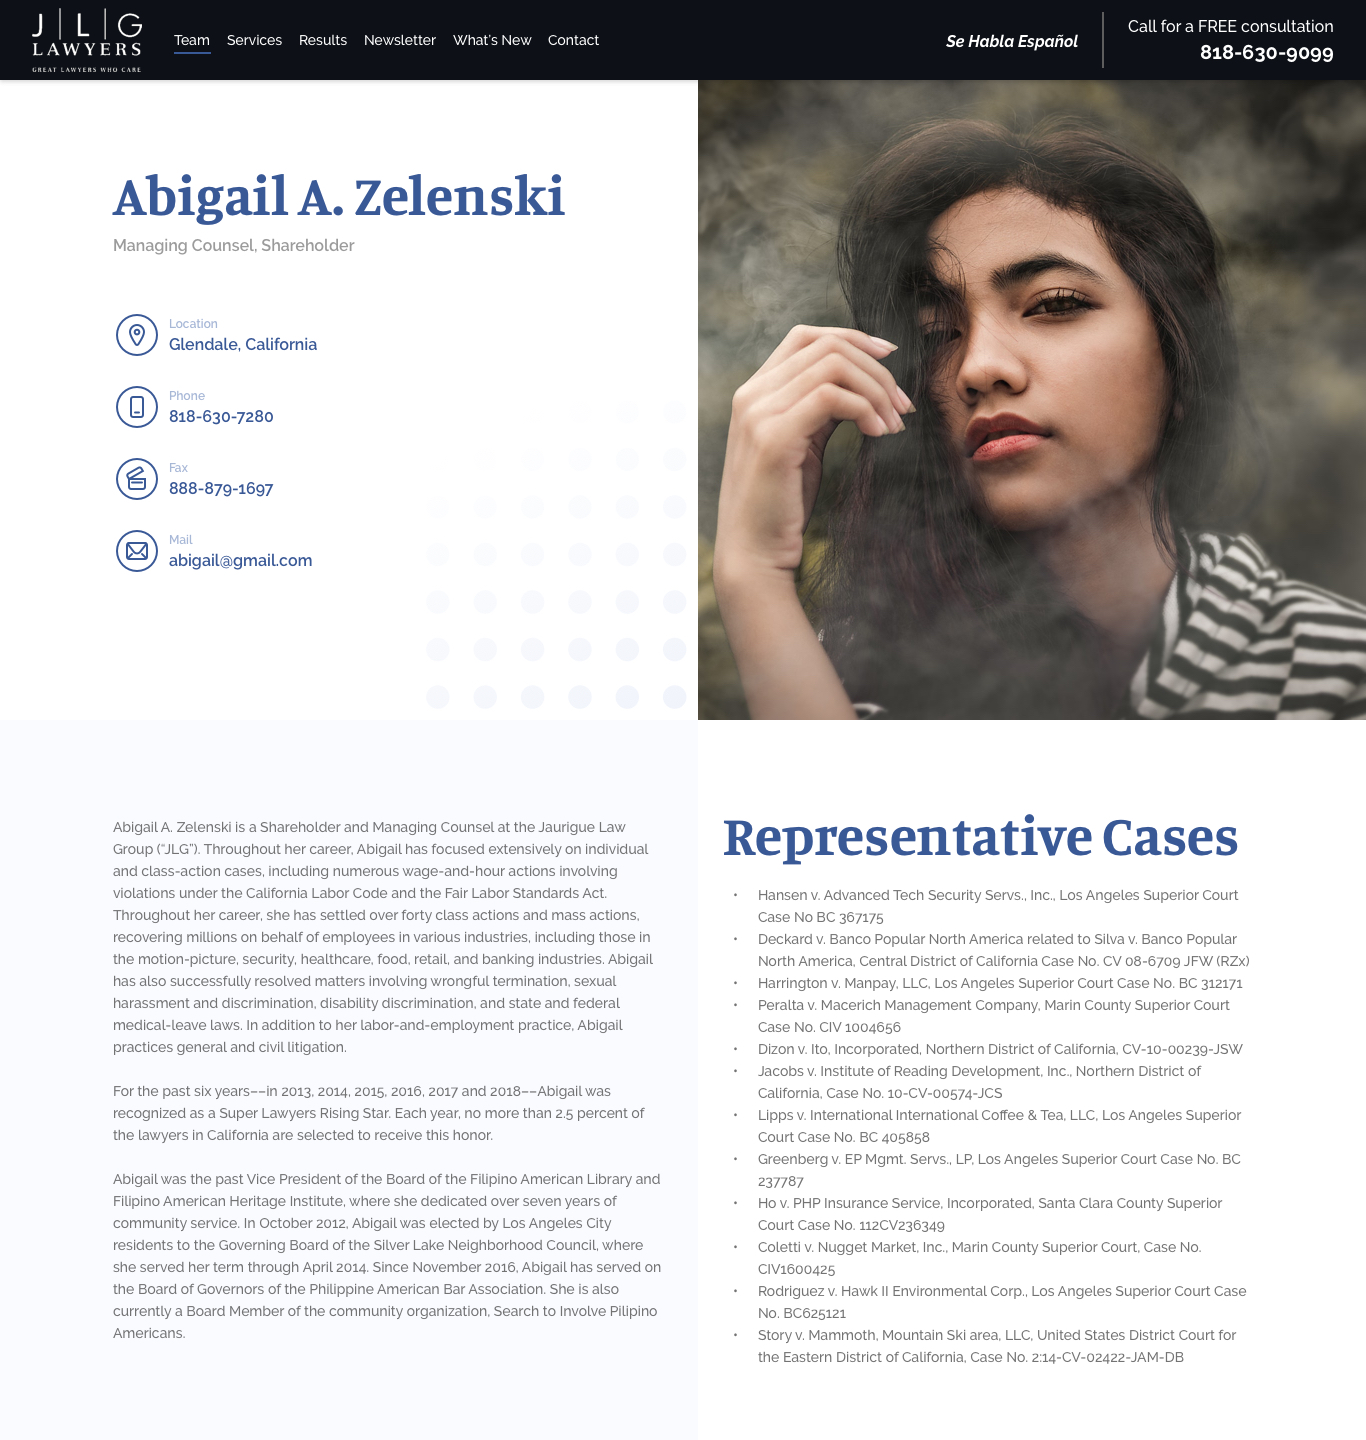 J L G
LAWYERS
GREAT LAWYERS WHO CARE
Team Services Results Newsletter What's New Contact
Se Habla Español
Call for a FREE consultation
818-630-9099
Abigail A. Zelenski
Managing Counsel, Shareholder
Location
Glendale, California
Phone
818-630-7280
Fax
888-879-1697
Mail
abigail@gmail.com
Abigail A. Zelenski is a Shareholder and Managing Counsel at the Jaurigue Law
Group (“JLG”). Throughout her career, Abigail has focused extensively on individual
and class-action cases, including numerous wage-and-hour actions involving
violations under the California Labor Code and the Fair Labor Standards Act.
Throughout her career, she has settled over forty class actions and mass actions,
recovering millions on behalf of employees in various industries, including those in
the motion-picture, security, healthcare, food, retail, and banking industries. Abigail
has also successfully resolved matters involving wrongful termination, sexual
harassment and discrimination, disability discrimination, and state and federal
medical-leave laws. In addition to her labor-and-employment practice, Abigail
practices general and civil litigation.
For the past six years––in 2013, 2014, 2015, 2016, 2017 and 2018––Abigail was
recognized as a Super Lawyers Rising Star. Each year, no more than 2.5 percent of
the lawyers in California are selected to receive this honor.
Abigail was the past Vice President of the Board of the Filipino American Library and
Filipino American Heritage Institute, where she dedicated over seven years of
community service. In October 2012, Abigail was elected by Los Angeles City
residents to the Governing Board of the Silver Lake Neighborhood Council, where
she served her term through April 2014. Since November 2016, Abigail has served on
the Board of Governors of the Philippine American Bar Association. She is also
currently a Board Member of the community organization, Search to Involve Pilipino
Americans.
Representative Cases
• Hansen v. Advanced Tech Security Servs., Inc., Los Angeles Superior Court
Case No BC 367175
• Deckard v. Banco Popular North America related to Silva v. Banco Popular
North America, Central District of California Case No. CV 08-6709 JFW (RZx)
• Harrington v. Manpay, LLC, Los Angeles Superior Court Case No. BC 312171
• Peralta v. Macerich Management Company, Marin County Superior Court
Case No. CIV 1004656
• Dizon v. Ito, Incorporated, Northern District of California, CV-10-00239-JSW
• Jacobs v. Institute of Reading Development, Inc., Northern District of
California, Case No. 10-CV-00574-JCS
• Lipps v. International International Coffee & Tea, LLC, Los Angeles Superior
Court Case No. BC 405858
• Greenberg v. EP Mgmt. Servs., LP, Los Angeles Superior Court Case No. BC
237787
• Ho v. PHP Insurance Service, Incorporated, Santa Clara County Superior
Court Case No. 112CV236349
• Coletti v. Nugget Market, Inc., Marin County Superior Court, Case No.
CIV1600425
• Rodriguez v. Hawk II Environmental Corp., Los Angeles Superior Court Case
No. BC625121
• Story v. Mammoth, Mountain Ski area, LLC, United States District Court for
the Eastern District of California, Case No. 2:14-CV-02422-JAM-DB